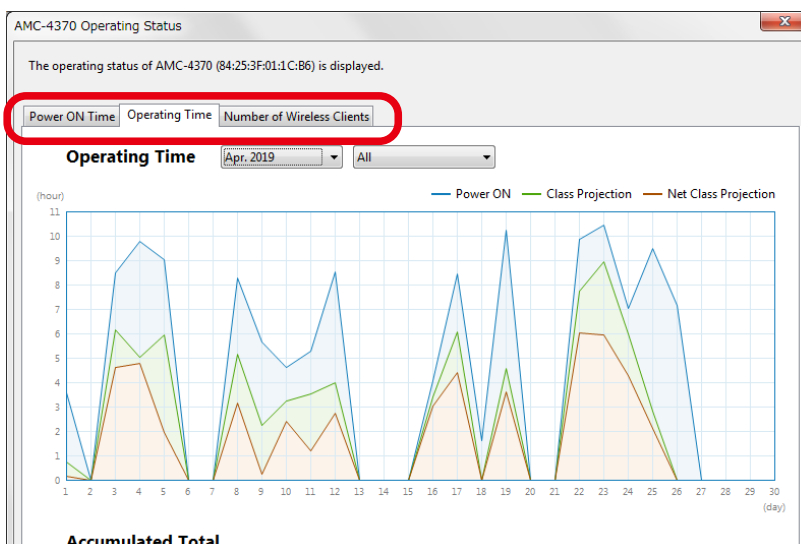 AMC-4370 Operating Status
The operating status of AMC-4370 (84:25:3F:01:1C:B6) is displayed.
Power ON Time Operating Time Number of Wireless Clients
Operating Time Apr. 2019 All
(hour) Power ON Class Projection Net Class Projection
11
10
9
8
7
6
5
4
3
2
1
0
1 2 3 4 5 6 7 8 9 10 11 12 13 14 15 16 17 18 19 20 21 22 23 24 25 26 27 28 29 30
(day)
Accumulated Total